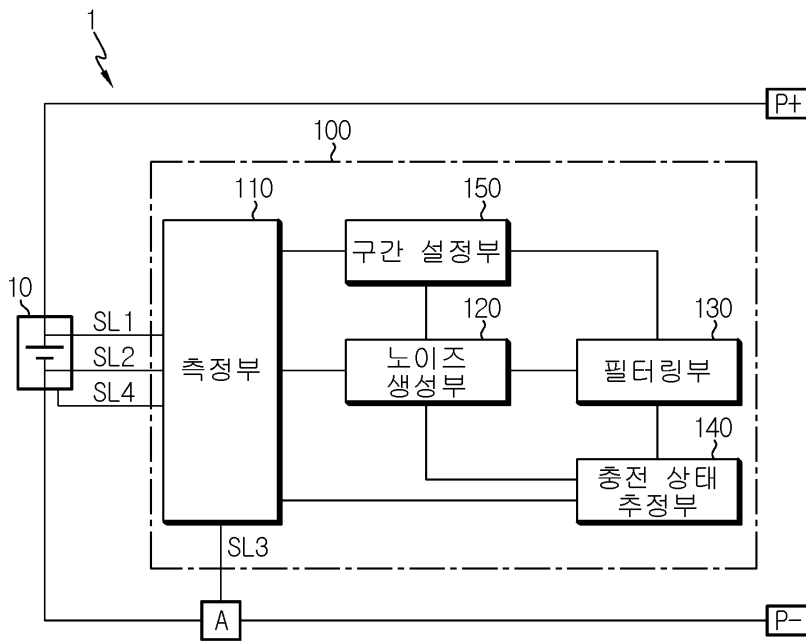 1
P+
100
110
150
구간 설정부
10
SL1
SL2
SL4
측정부
120
노이즈
생성부
130
필터링부
140
충전 상태
추정부
SL3
A
P-